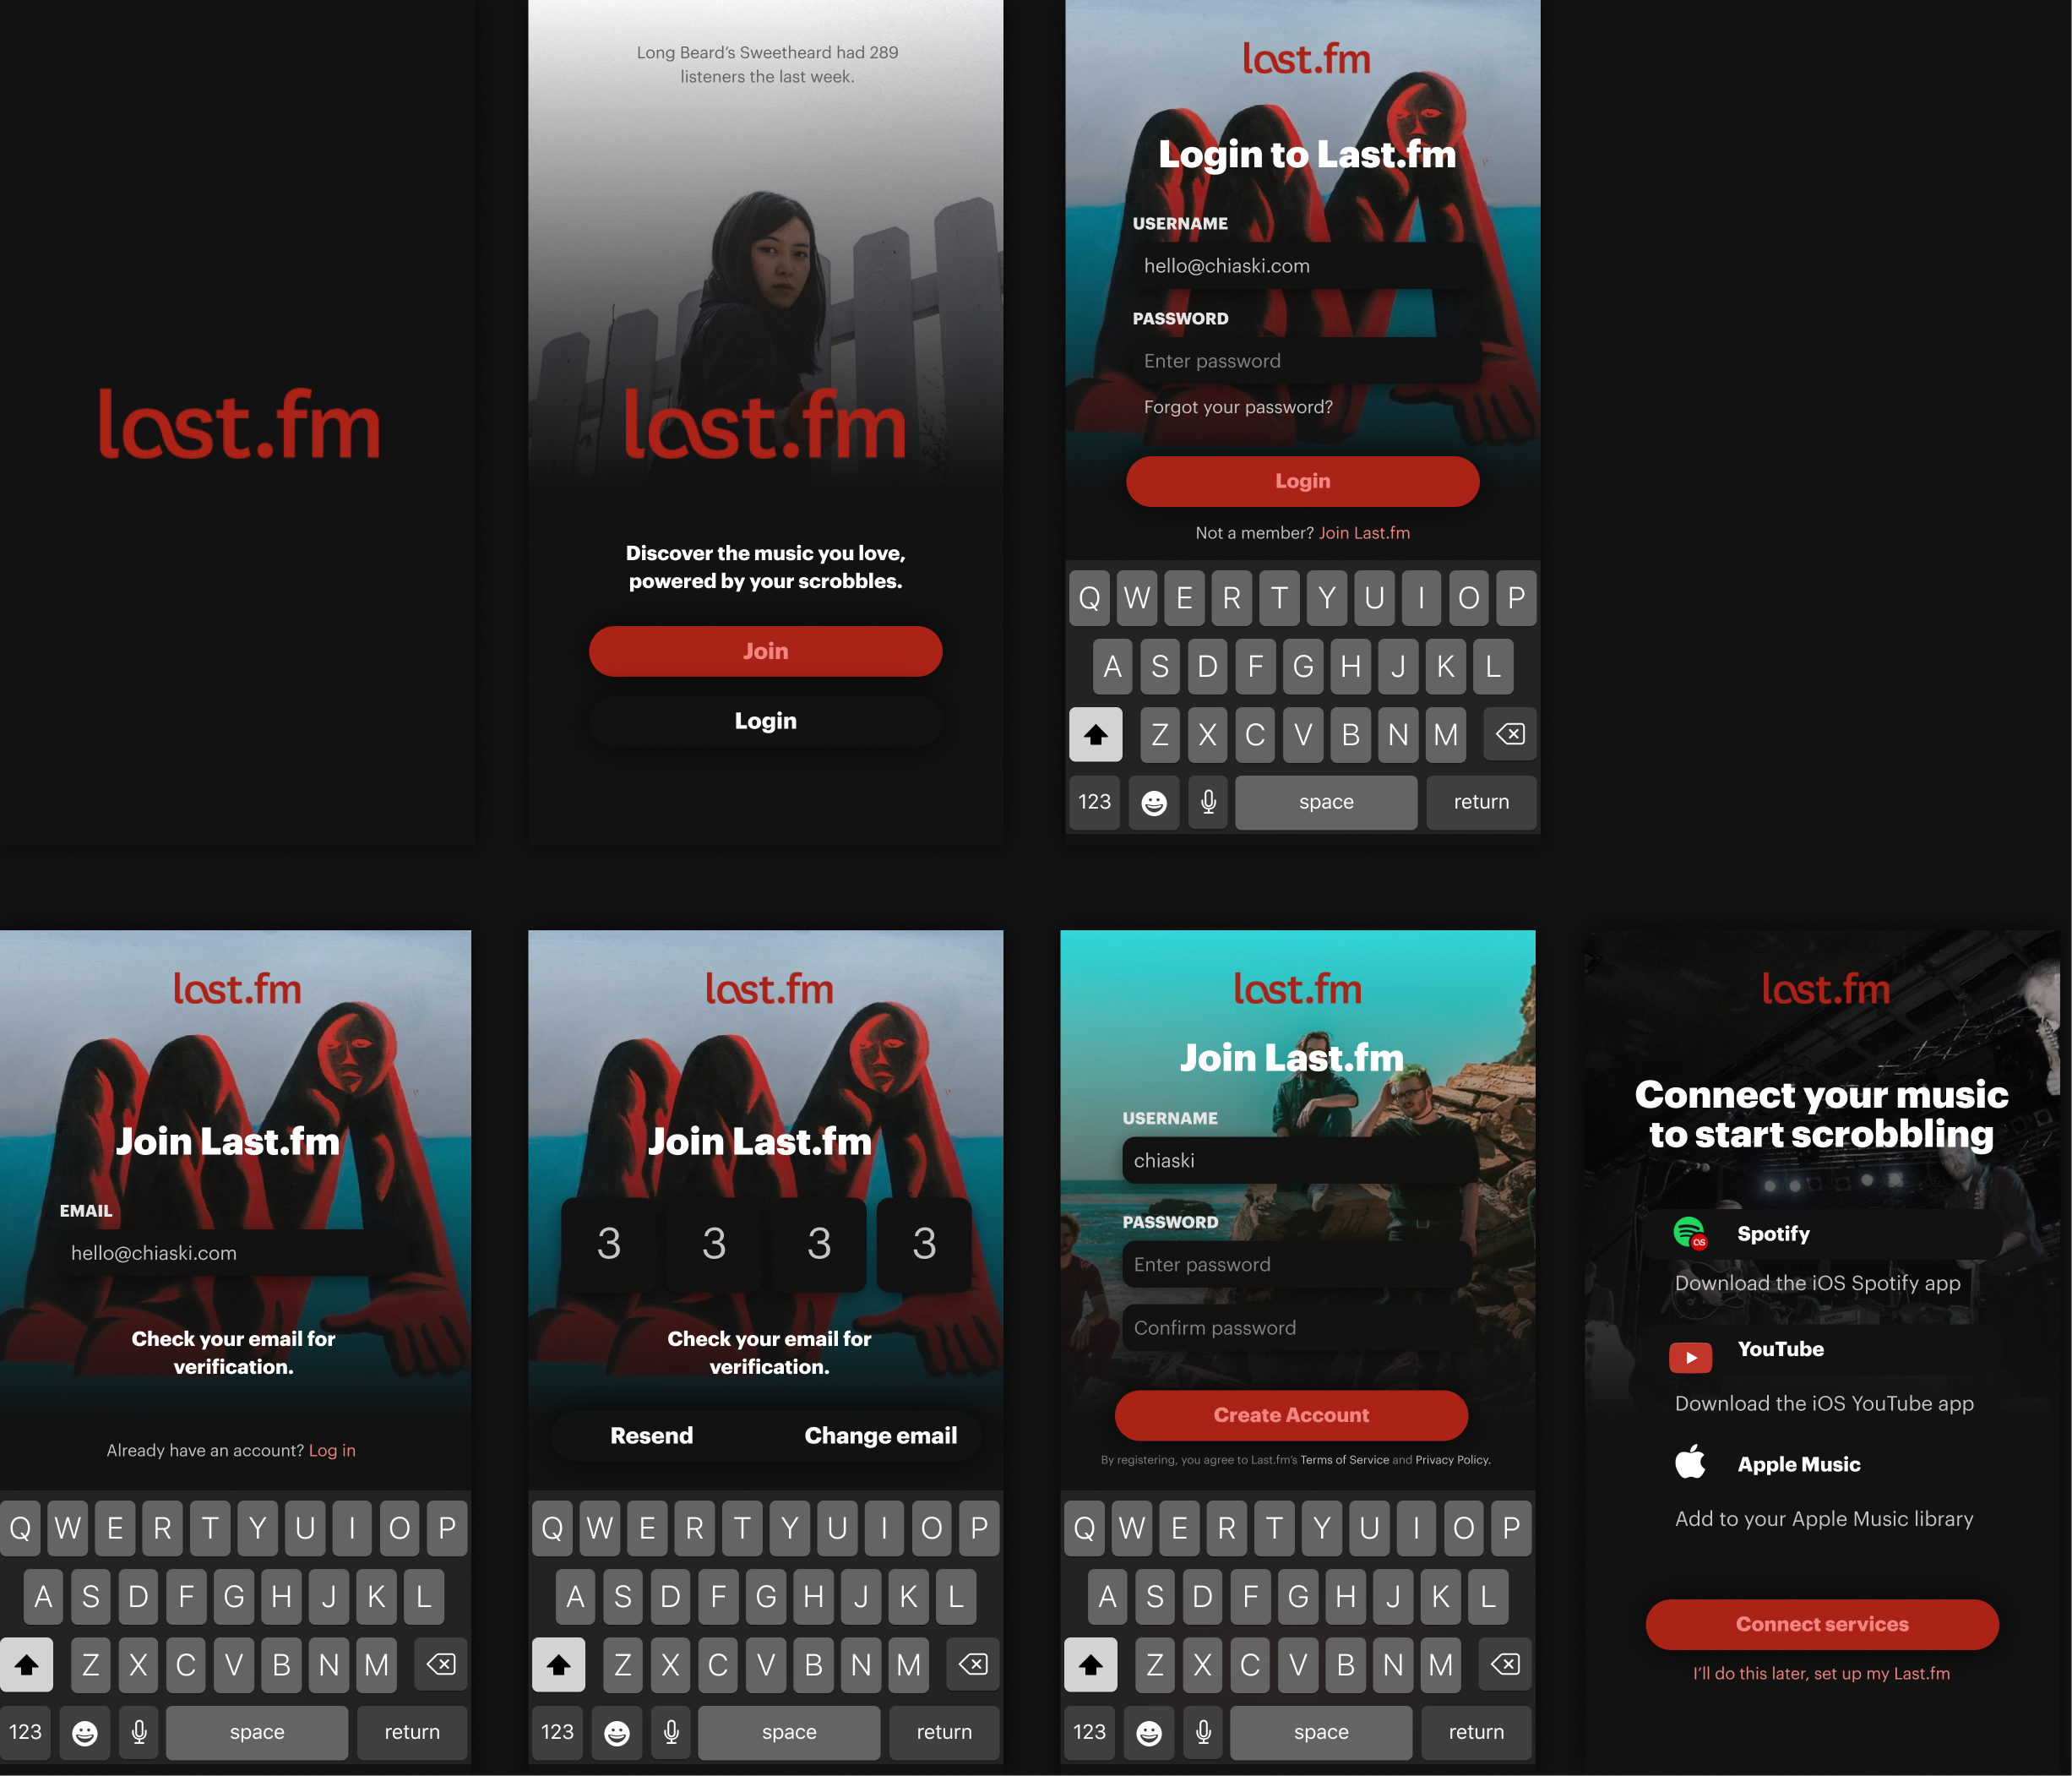 last.fm
Long Beard's Sweetheard had 289
listeners the last week.
last.fm
Discover the music you love,
powered by your scrobbles.
Join
Login
last.fm
Login to Last.fm
USERNAME
hello@chiaski.com
PASSWORD
Enter password
Forgot your password?
Login
Not a member? Join Last.fm
Q W E R T Y U I O P
A S D F G H J K L
Z X C V B N M
123 space return
last.fm
Join Last.fm
EMAIL
hello@chiaski.com
Check your email for
verification.
Already have an account? Log in
Q W E R T Y U I O P
A S D F G H J K L
Z X C V B N M
123 space return
last.fm
Join Last.fm
3 3 3 3
Check your email for
verification.
Resend Change email
Q W E R T Y U I O P
A S D F G H J K L
Z X C V B N M
123 space return
last.fm
Join Last.fm
USERNAME
chiaski
PASSWORD
Enter password
Confirm password
Create Account
By registering, you agree to Last.fm's Terms of Service and Privacy Policy.
Q W E R T Y U I O P
A S D F G H J K L
Z X C V B N M
123 space return
last.fm
Connect your music
to start scrobbling
as Spotify
Download the iOS Spotify app
YouTube
Download the iOS YouTube app
Apple Music
Add to your Apple Music library
Connect services
I'll do this later, set up my Last.fm